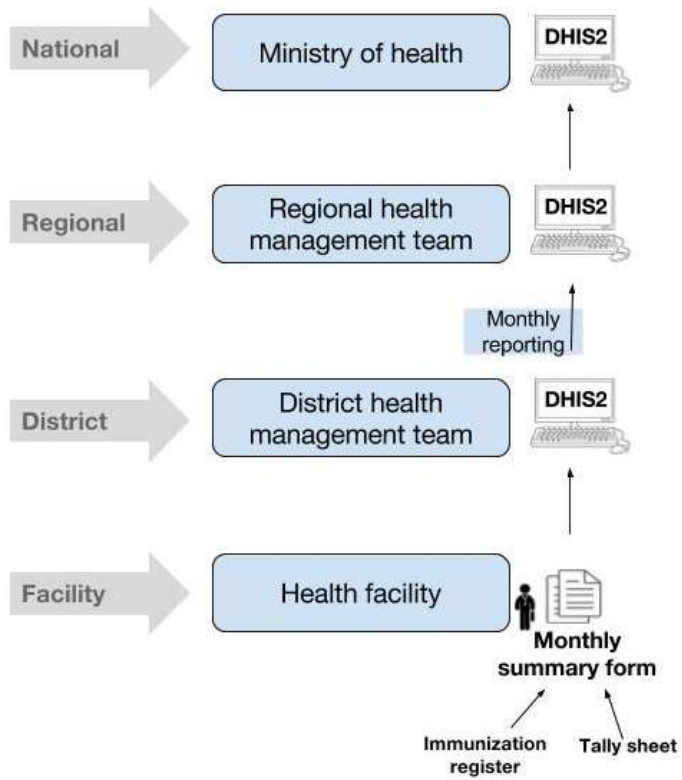 National
Ministry of health
DHIS2
Regional
Regional health
management team
DHIS2
Monthly
reporting
District
District health
management team
DHIS2
Facility
Health facility
Monthly
summary form
Immunization
register
Tally sheet